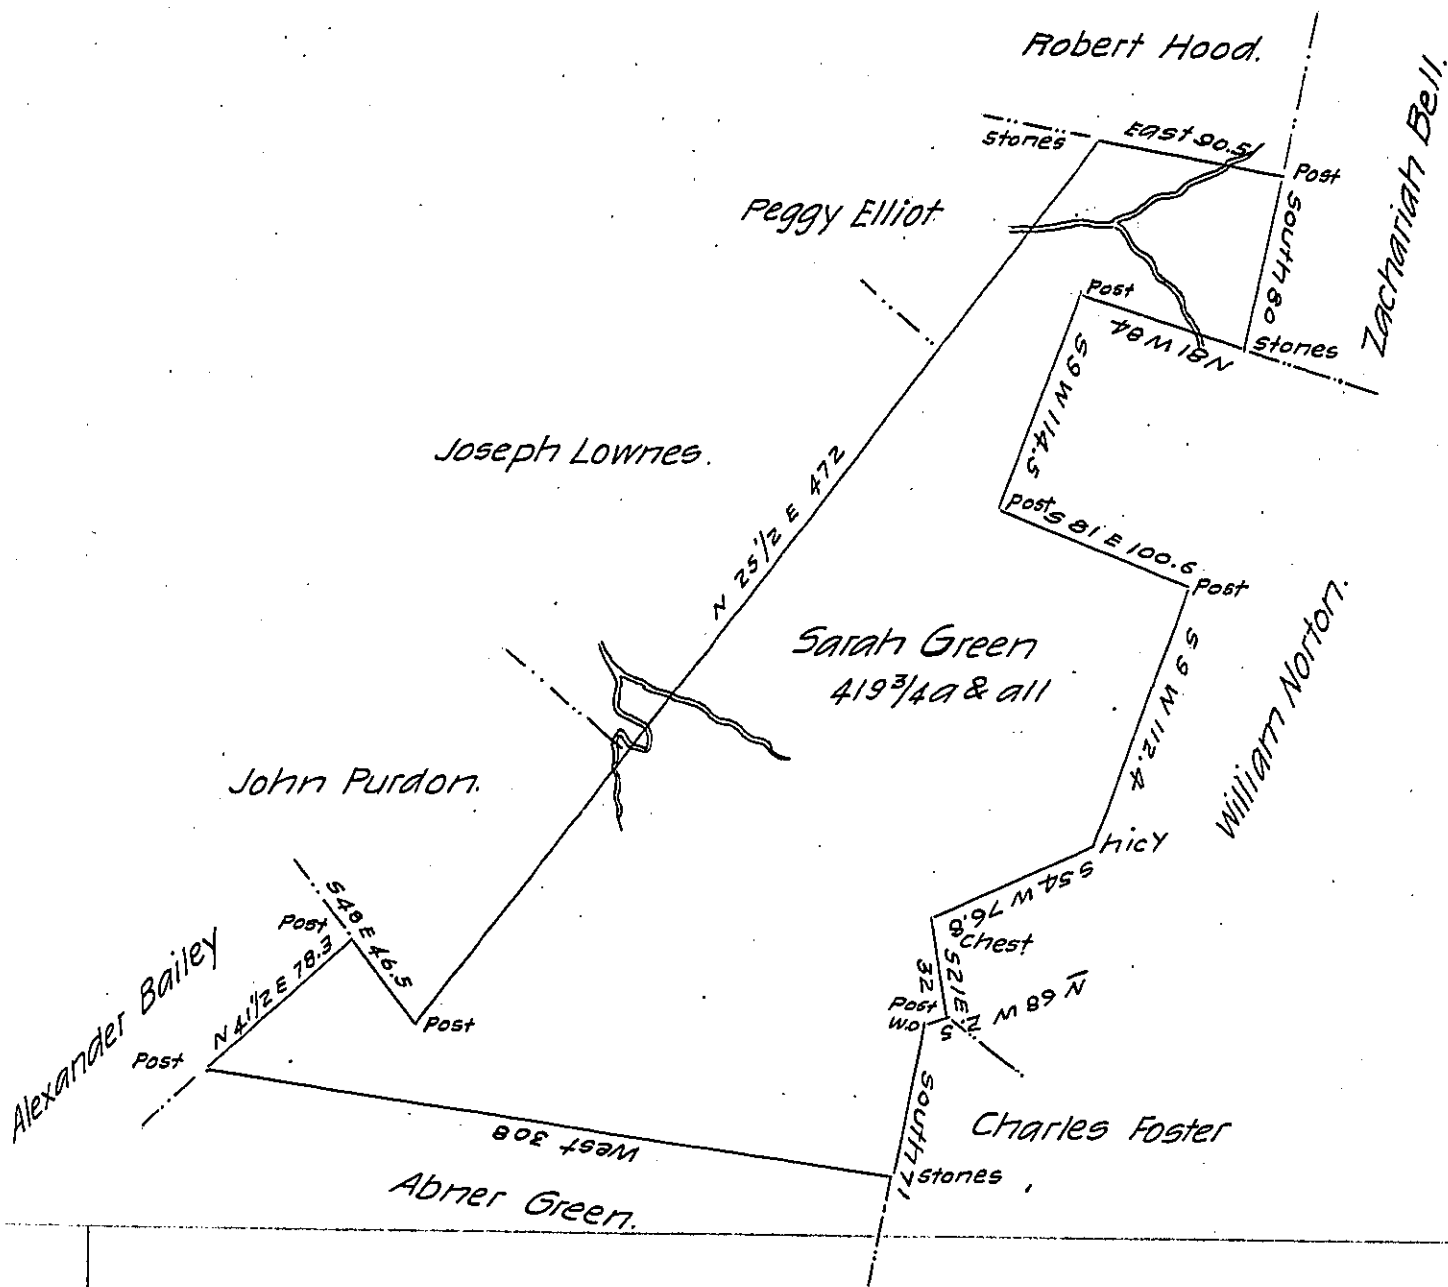 Robert Hood.
Zachariah Bell.
East 90.5
stones
Post
South 80
Peggy Elliot
Post
N 81 W 84
stones
S 9 W 114.5
Joseph Lownes.
N 25 1/2 E 472
Post
S 81 E 100.6
Post
Sarah Green
419 3/4 a & all
S 9 W 112.4
William Norton.
John Purdon.
hicy
S 54 W 76.8
Chest
S 48 E 46.5
Post
Alexander Bailey
N 41 1/2 E 78.3
S 21 E
32
N 68 W
Post
W.O
5
Post
Post
South 71
Charles Foster
West 308
stones
Abner Green.